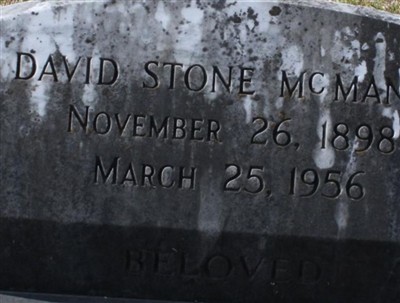 DAVID STONE MCMAN
NOVEMBER 26, 1898
MARCH 25, 1956
BELOVED